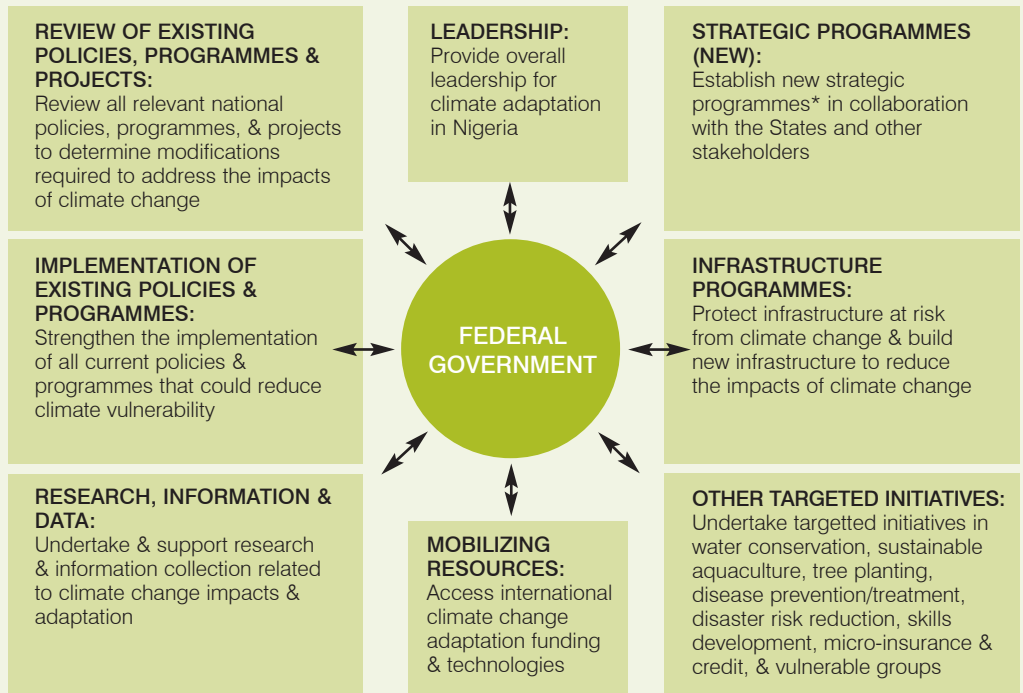 REVIEW OF EXISTING
POLICIES, PROGRAMMES &
PROJECTS:
Review all relevant national
policies, programmes, & projects
to determine modifications
required to address the impacts
of climate change
LEADERSHIP:
Provide overall
leadership for
climate adaptation
in Nigeria
STRATEGIC PROGRAMMES
(NEW):
Establish new strategic
programmes* in collaboration
with the States and other
stakeholders
IMPLEMENTATION OF
EXISTING POLICIES &
PROGRAMMES:
Strengthen the implementation
of all current policies &
programmes that could reduce
climate vulnerability
FEDERAL
GOVERNMENT
INFRASTRUCTURE
PROGRAMMES:
Protect infrastructure at risk
from climate change & build
new infrastructure to reduce
the impacts of climate change
RESEARCH, INFORMATION &
DATA:
Undertake & support research
& information collection related
to climate change impacts &
adaptation
MOBILIZING
RESOURCES:
Access international
climate change
adaptation funding
& technologies
OTHER TARGETED INITIATIVES:
Undertake targetted initiatives in
water conservation, sustainable
aquaculture, tree planting,
disease prevention/treatment,
disaster risk reduction, skills
development, micro-insurance &
credit, & vulnerable groups